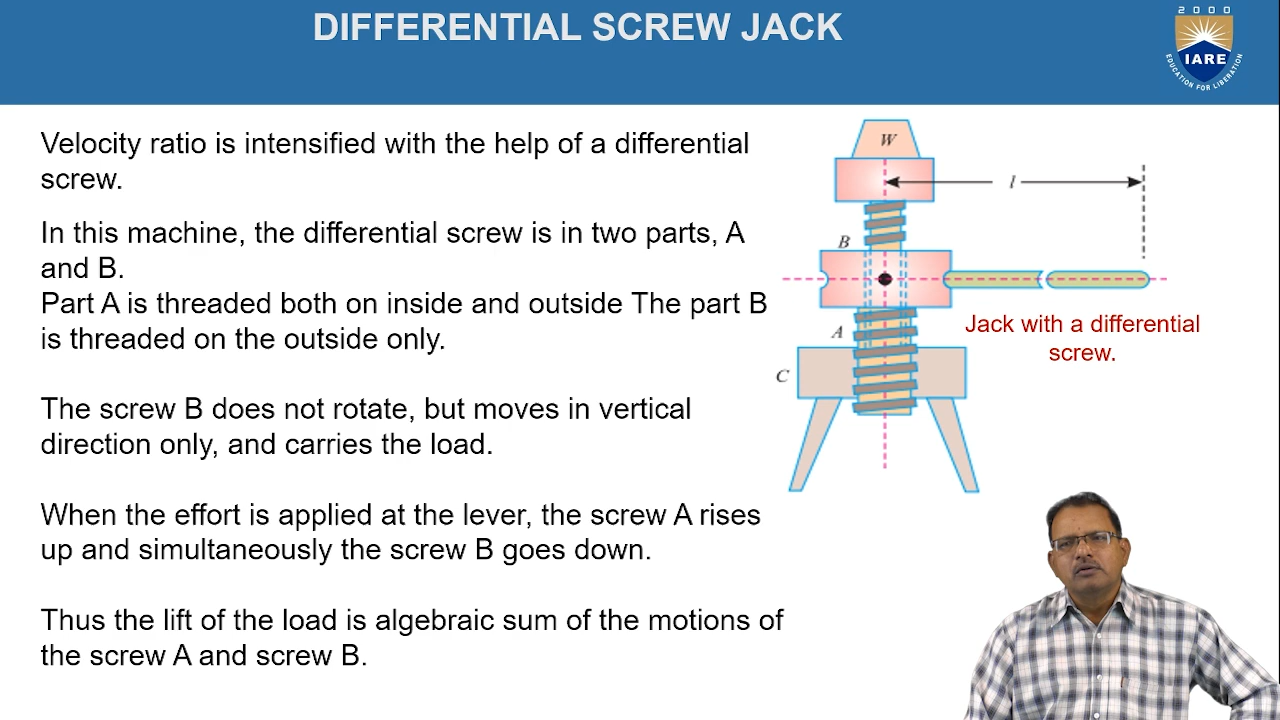 DIFFERENTIAL SCREW JACK
2000
IARE
EDUCATION FOR LIBERATION
Velocity ratio is intensified with the help of a differential
screw.
In this machine, the differential screw is in two parts, A
and B.
Part A is threaded both on inside and outside The part B
is threaded on the outside only.
The screw B does not rotate, but moves in vertical
direction only, and carries the load.
When the effort is applied at the lever, the screw A rises
up and simultaneously the screw B goes down.
Thus the lift of the load is algebraic sum of the motions of
the screw A and screw B.
W
l
B
A
C
Jack with a differential
screw.